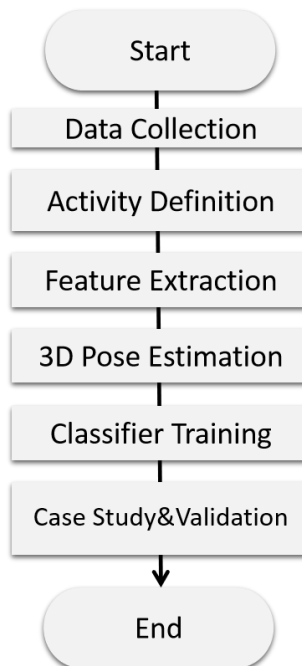 Start
Data Collection
Activity Definition
Feature Extraction
3D Pose Estimation
Classifier Training
Case Study&Validation
End